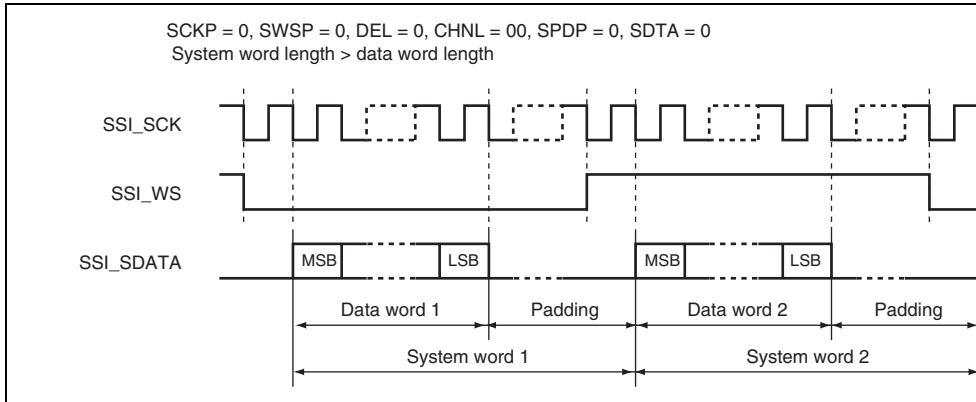 SCKP = 0, SWSP = 0, DEL = 0, CHNL = 00, SPDP = 0, SDTA = 0
System word length > data word length
SSI_SCK
SSI_WS
SSI_SDATA
MSB LSB MSB LSB
Data word 1 Padding Data word 2 Padding
System word 1 System word 2